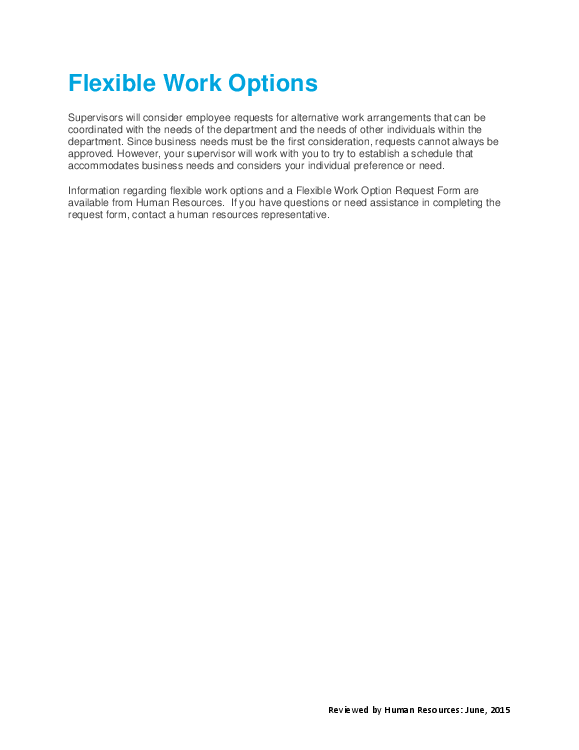 Flexible Work Options
Supervisors will consider employee requests for alternative work arrangements that can be
coordinated with the needs of the department and the needs of other individuals within the
department. Since business needs must be the first consideration, requests cannot always be
approved. However, your supervisor will work with you to try to establish a schedule that
accommodates business needs and considers your individual preference or need.
Information regarding flexible work options and a Flexible Work Option Request Form are
available from Human Resources.  If you have questions or need assistance in completing the
request form, contact a human resources representative.
Reviewed by Human Resources: June, 2015